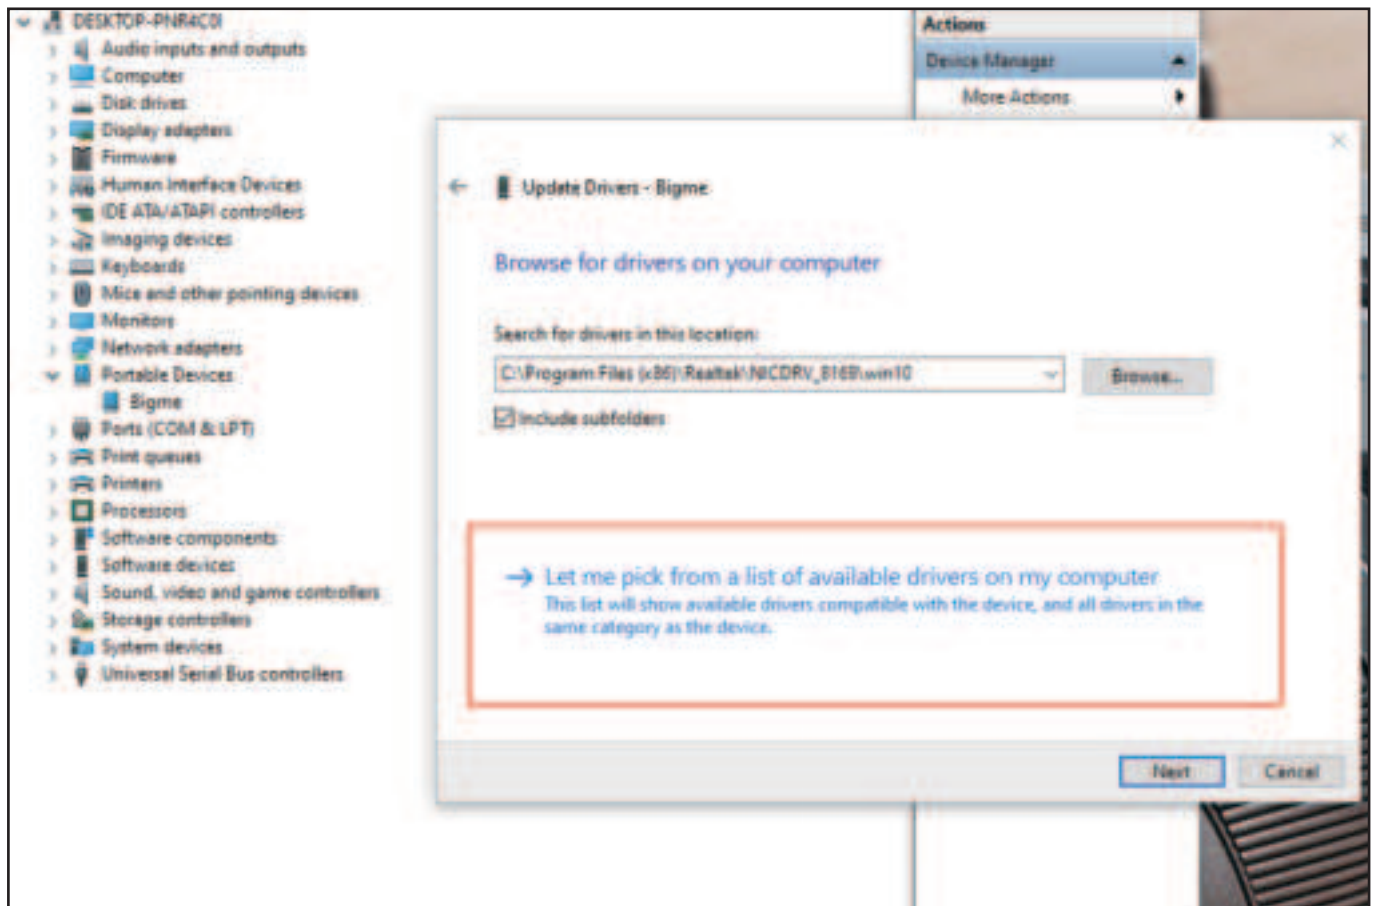 DESKTOP-PNR4C0I
Audio inputs and outputs
Computer
Disk drives
Display adapters
Firmware
Human Interface Devices
IDE ATA/ATAPI controllers
Imaging devices
Keyboards
Mice and other pointing devices
Monitors
Network adapters
Portable Devices
Bigme
Ports (COM & LPT)
Print queues
Printers
Processors
Software components
Software devices
Sound, video and game controllers
Storage controllers
System devices
Universal Serial Bus controllers
Actions
Device Manager
More Actions
Update Drivers - Bigme
Browse for drivers on your computer
Search for drivers in this location:
C:\Program Files (x86)\Realtek\NICDRV_8169\win10
Browse...
Include subfolders
Let me pick from a list of available drivers on my computer
This list will show available drivers compatible with the device, and all drivers in the
same category as the device.
Next
Cancel